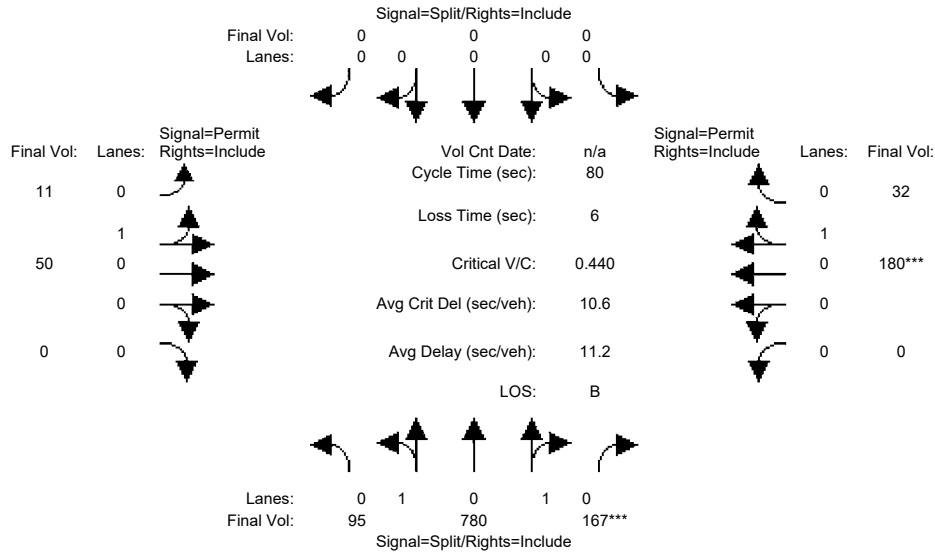 Signal=Split/Rights=Include
Final Vol: 0 0 0
Lanes: 0 0 0 0 0
Signal=Permit Signal=Permit
Final Vol: Lanes: Rights=Include Vol Cnt Date: n/a Rights=Include Lanes: Final Vol:
Cycle Time (sec): 80
11 0 0 32
Loss Time (sec): 6
1 1
50 0 Critical V/C: 0.440 0 180***
0 Avg Crit Del (sec/veh): 10.6 0
0 0 Avg Delay (sec/veh): 11.2 0 0
LOS: B
Lanes: 0 1 0 1 0
Final Vol: 95 780 167***
Signal=Split/Rights=Include